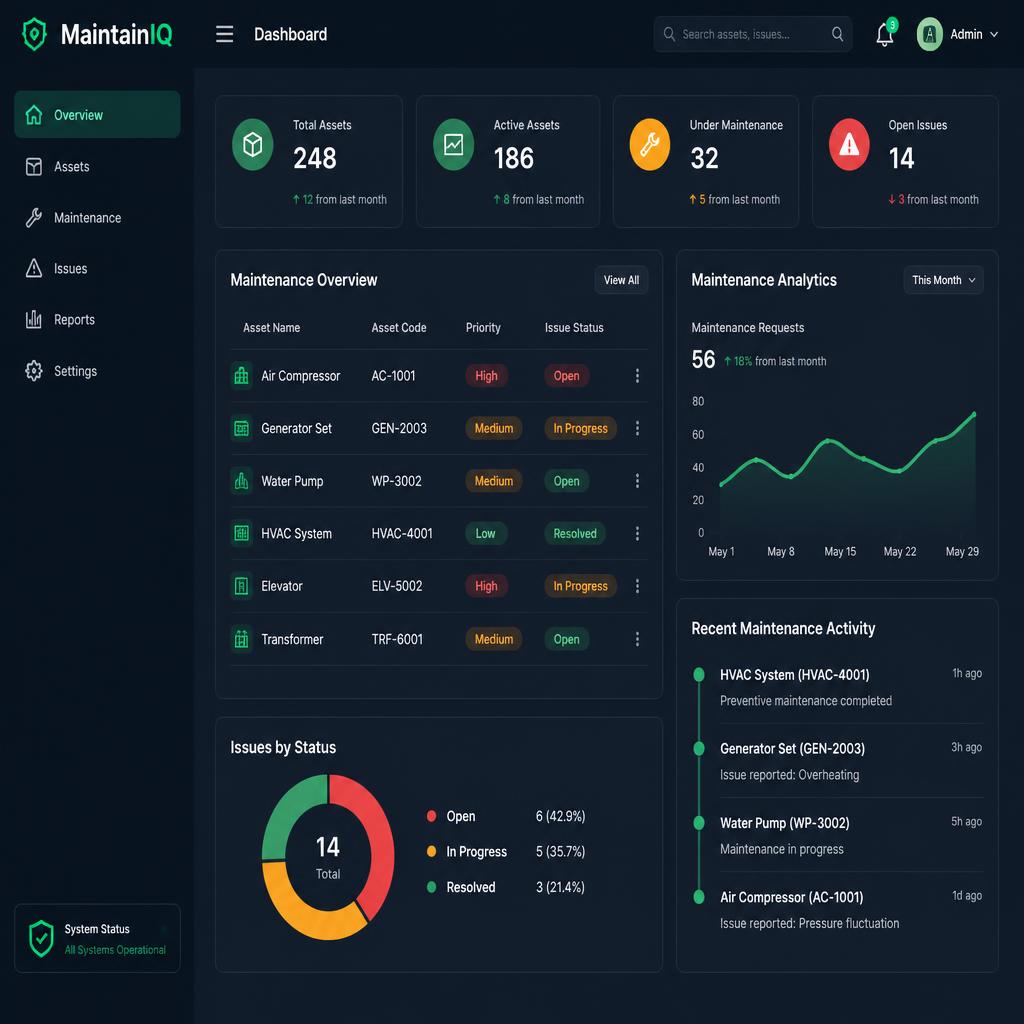 MaintainIQ
Dashboard
Search assets, issues...
3
A
Admin
Overview
Assets
Maintenance
Issues
Reports
Settings
System Status
All Systems Operational
Total Assets
248
↑ 12 from last month
Active Assets
186
↑ 8 from last month
Under Maintenance
32
↑ 5 from last month
Open Issues
14
↓ 3 from last month
Maintenance Overview
View All
Asset Name Asset Code Priority Issue Status
Air Compressor AC-1001 High Open
Generator Set GEN-2003 Medium In Progress
Water Pump WP-3002 Medium Open
HVAC System HVAC-4001 Low Resolved
Elevator ELV-5002 High In Progress
Transformer TRF-6001 Medium Open
Issues by Status
14
Total
Open 6 (42.9%)
In Progress 5 (35.7%)
Resolved 3 (21.4%)
Maintenance Analytics
This Month
Maintenance Requests
56 ↑ 18% from last month
80
60
40
20
0
May 1 May 8 May 15 May 22 May 29
Recent Maintenance Activity
HVAC System (HVAC-4001) 1h ago
Preventive maintenance completed
Generator Set (GEN-2003) 3h ago
Issue reported: Overheating
Water Pump (WP-3002) 5h ago
Maintenance in progress
Air Compressor (AC-1001) 1d ago
Issue reported: Pressure fluctuation